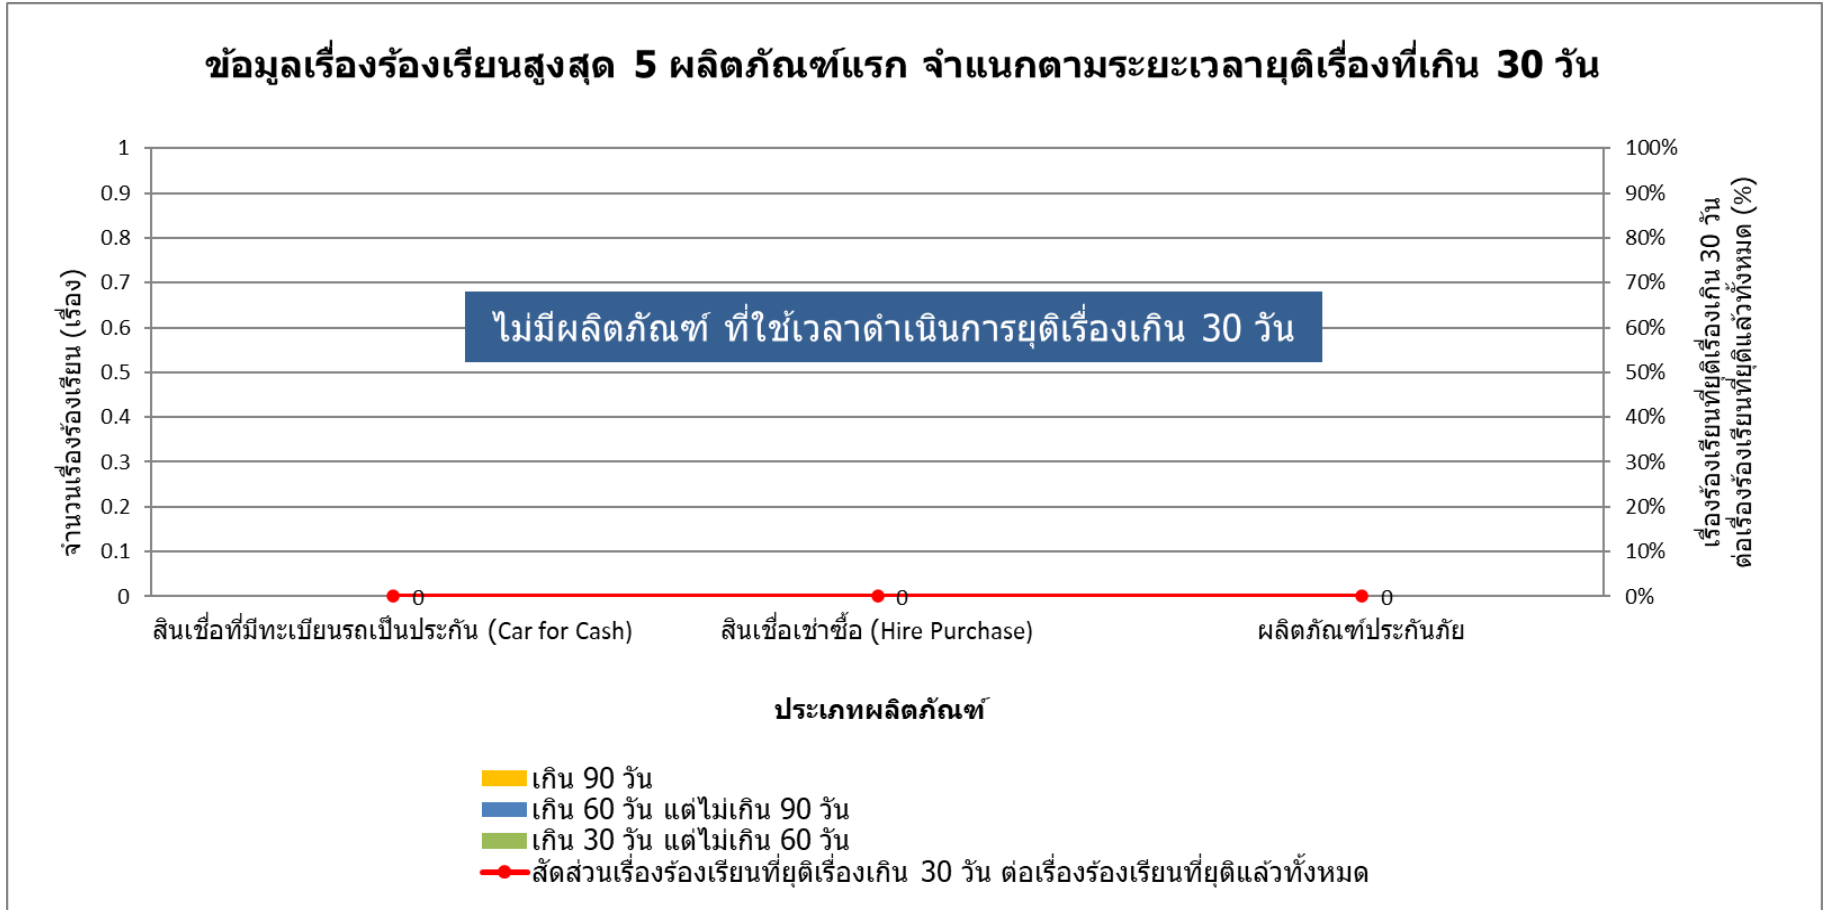 ข้อมูลเรื่องร้องเรียนสูงสุด 5 ผลิตภัณฑ์แรก จำแนกตามระยะเวลายุติเรื่องที่เกิน 30 วัน
จำนวนเรื่องร้องเรียน (เรื่อง)
1
0.9
0.8
0.7
0.6
0.5
0.4
0.3
0.2
0.1
0
ไม่มีผลิตภัณฑ์ ที่ใช้เวลาดำเนินการยุติเรื่องเกิน 30 วัน
0
0
0
100%
90%
80%
70%
60%
50%
40%
30%
20%
10%
0%
เรื่องร้องเรียนที่ยุติเรื่องเกิน 30 วัน
ต่อเรื่องร้องเรียนที่ยุติแล้วทั้งหมด (%)
สินเชื่อที่มีทะเบียนรถเป็นประกัน (Car for Cash)
สินเชื่อเช่าซื้อ (Hire Purchase)
ผลิตภัณฑ์ประกันภัย
ประเภทผลิตภัณฑ์
เกิน 90 วัน
เกิน 60 วัน แต่ไม่เกิน 90 วัน
เกิน 30 วัน แต่ไม่เกิน 60 วัน
สัดส่วนเรื่องร้องเรียนที่ยุติเรื่องเกิน 30 วัน ต่อเรื่องร้องเรียนที่ยุติแล้วทั้งหมด